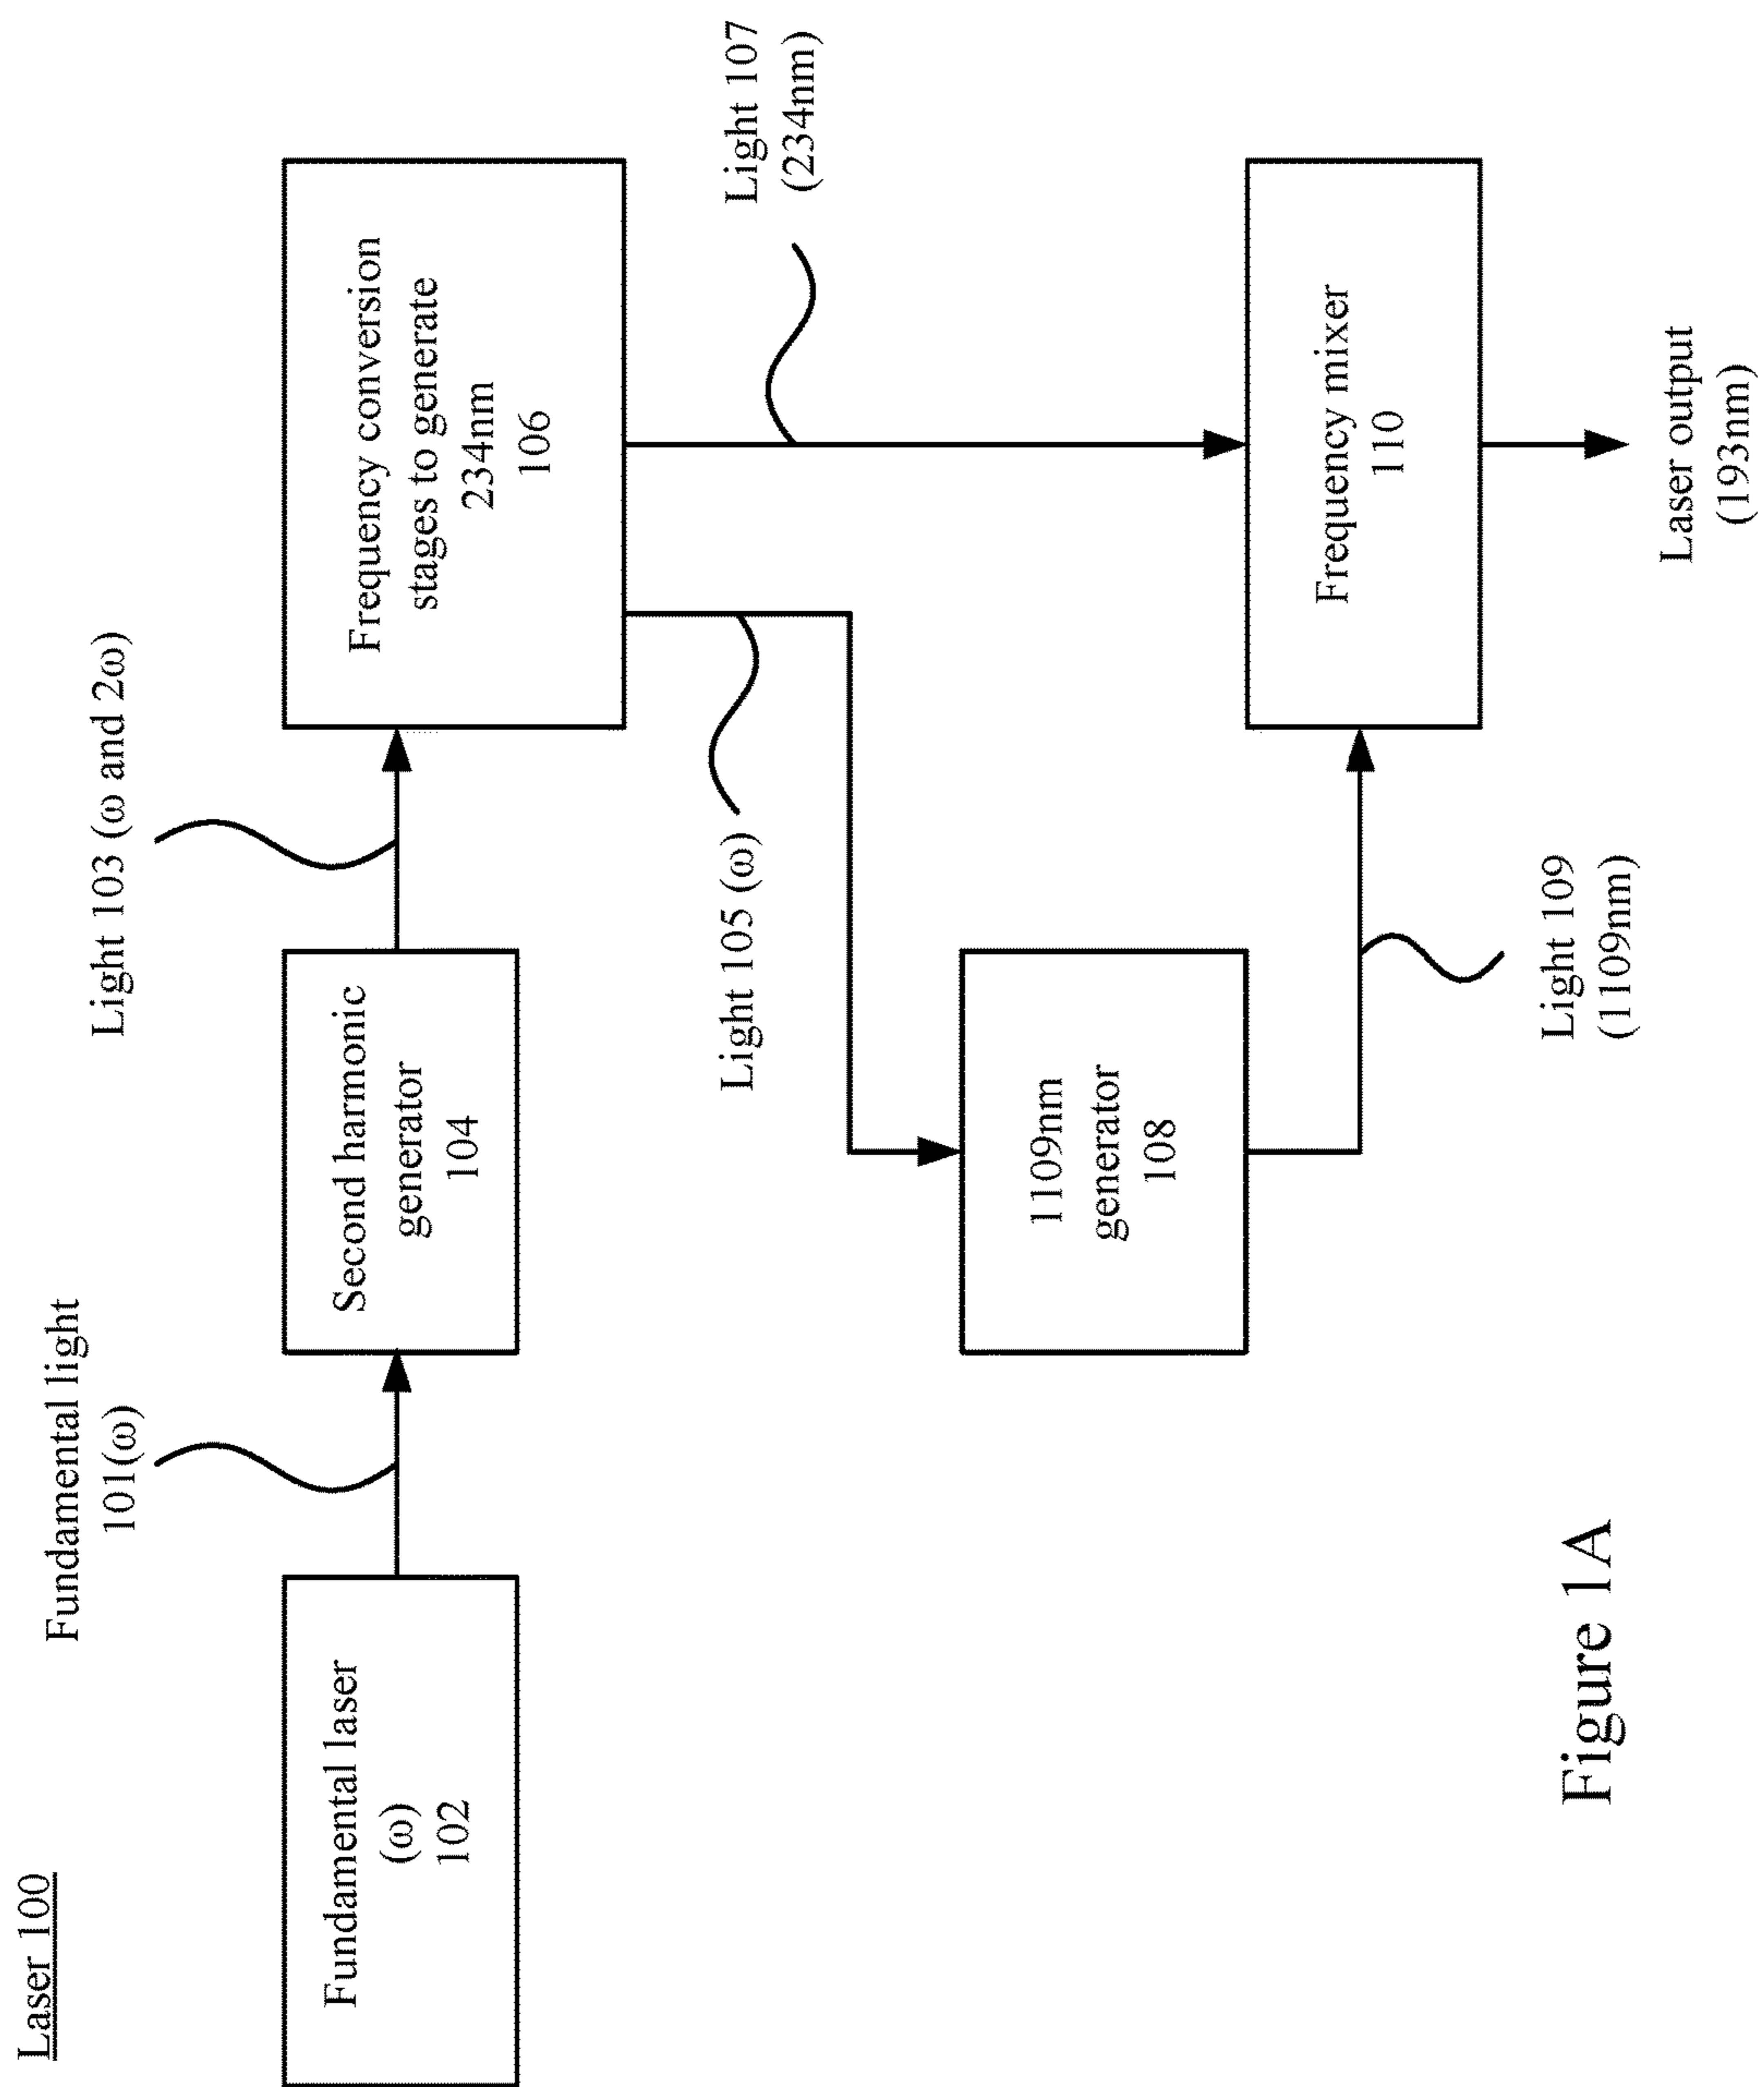 Laser 100
Fundamental light
101(ω)
Light 103 (ω and 2ω)
Fundamental laser
(ω)
102
Second harmonic
generator
104
Frequency conversion
stages to generate
234nm
106
Light 105 (ω)
Light 107
(234nm)
1109nm
generator
108
Frequency mixer
110
Light 109
(1109nm)
Laser output
(193nm)
Figure 1A